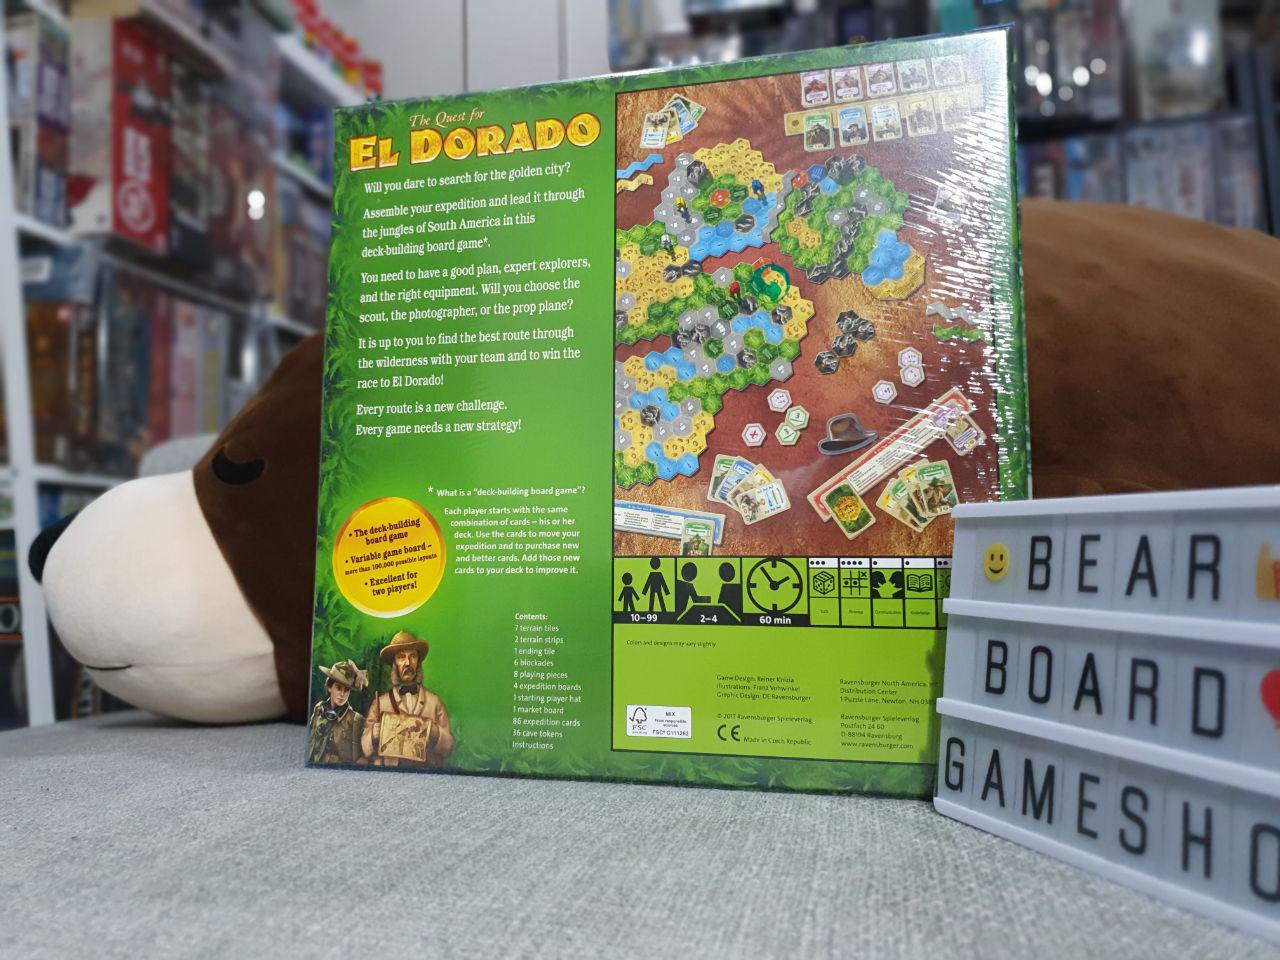 The Quest for
EL DORADO
Will you dare to search for the golden city?
Assemble your expedition and lead it through
the jungles of South America in this
deck-building board game*.
You need to have a good plan, expert explorers,
and the right equipment. Will you choose the
scout, the photographer, or the prop plane?
It is up to you to find the best route through
the wilderness with your team and to win the
race to El Dorado!
Every route is a new challenge.
Every game needs a new strategy!
* What is a "deck-building board game"?
Each player starts with the same
combination of cards – his or her
deck. Use the cards to move your
expedition and to purchase new
and better cards. Add those new
cards to your deck to improve it.
• The deck-building
board game
• Variable game board –
more than 100,000 possible layouts
• Excellent for
two players!
Contents:
7 terrain tiles
2 terrain strips
1 ending tile
6 blockades
8 playing pieces
4 expedition boards
1 starting player hat
1 market board
86 expedition cards
36 cave tokens
Instructions
10–99
2–4
60 min
Luck
Strategy
Communication
Knowledge
Colors and designs may vary slightly
Game Design: Reiner Knizia
Illustrations: Franz Vohwinkel
Graphic Design: DE Ravensburger
© 2017 Ravensburger Spieleverlag
CE Made in Czech Republic
FSC
MIX
From responsible
sources
FSC® C111262
Ravensburger North America,
Distribution Center
1 Puzzle Lane, Newton, NH
Ravensburger Spieleverlag
Postfach 24 60
D-88194 Ravensburg
www.ravensburger.com
BEAR
BOARD
GAMESHO